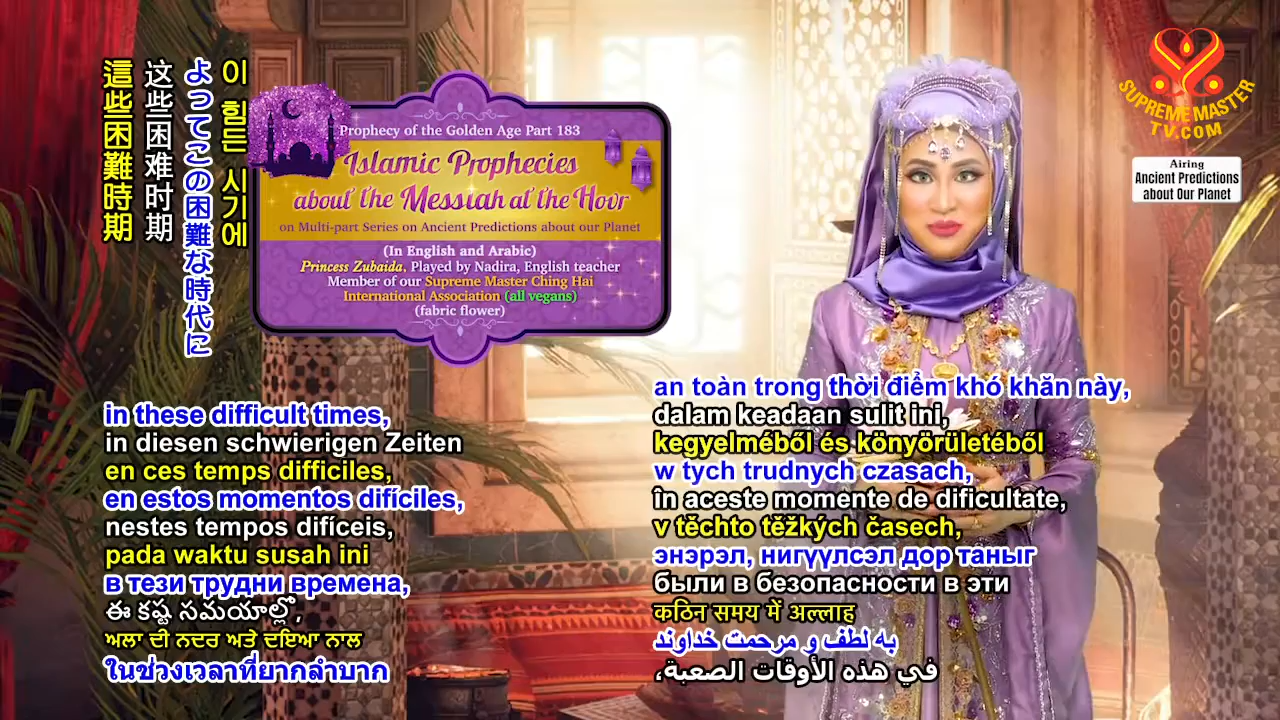 這些困難時期
这些困难时期
よってこの困難な時代に
이 힘든 시기에
Prophecy of the Golden Age Part 183
Islamic Prophecies
about the Messiah at the Hour
on Multi-part Series on Ancient Predictions about our Planet
(In English and Arabic)
Princess Zubaida, Played by Nadira, English teacher
Member of our Supreme Master Ching Hai
International Association (all vegans)
(fabric flower)
SUPREME MASTER
TV.COM
Airing
Ancient Predictions
about Our Planet
in these difficult times,
in diesen schwierigen Zeiten
en ces temps difficiles,
en estos momentos difíciles,
nestes tempos difíceis,
pada waktu susah ini
в тези трудни времена,
ఈ కష్ట సమయాల్లో,
ਅਲਾ ਦੀ ਨਦਰ ਅਤੇ ਦਇਆ ਨਾਲ
ในช่วงเวลาที่ยากลำบาก
an toàn trong thời điểm khó khăn này,
dalam keadaan sulit ini,
kegyelméből és könyörületéből
w tych trudnych czasach,
în aceste momente de dificultate,
v těchto těžkých časech,
энэрэл, нигүүлсэл дор таныг
были в безопасности в эти
कठिन समय में अल्लाह
به لطف و مرحمت خداوند
في هذه الأوقات الصعبة،